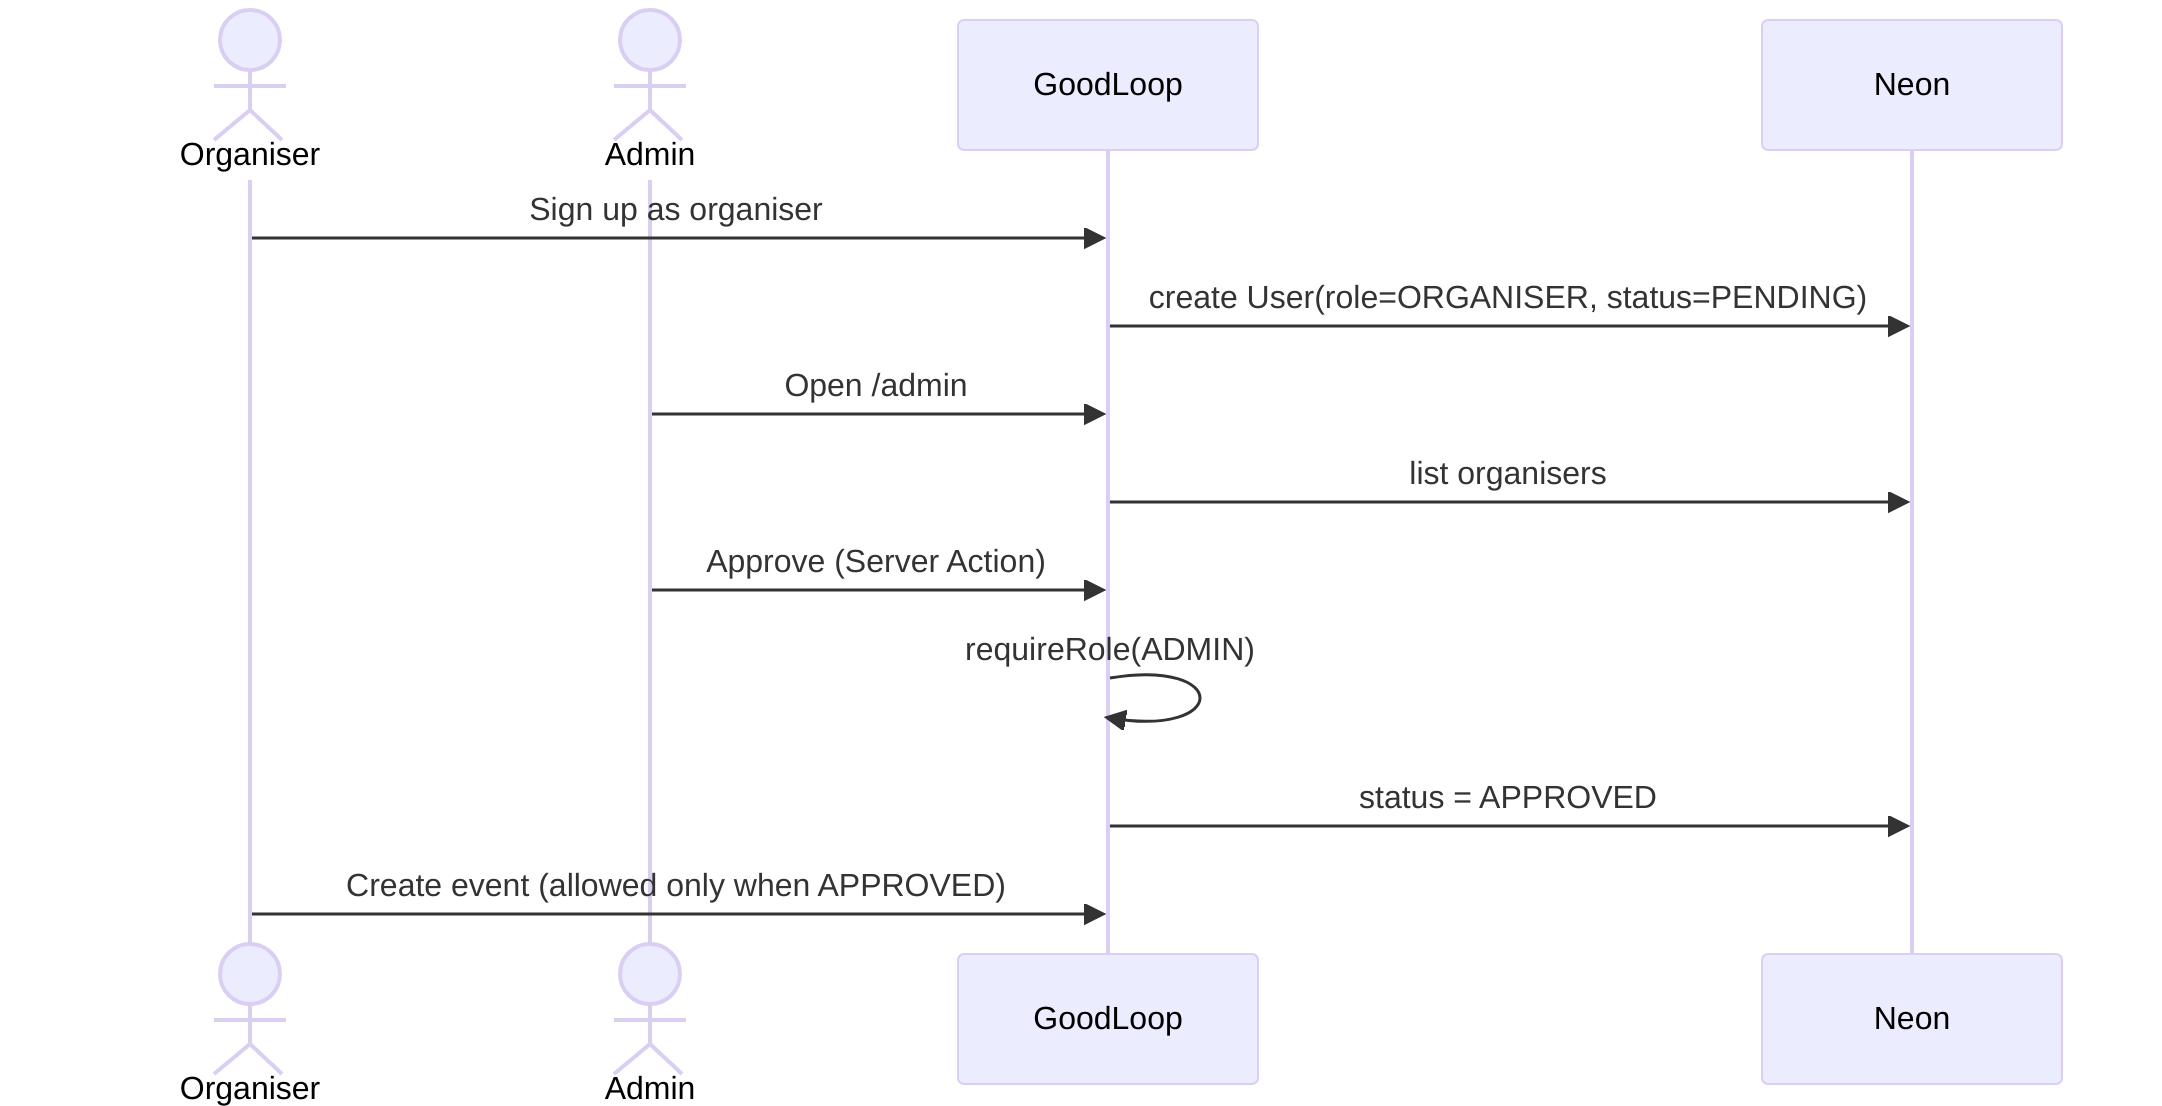 Organiser
Admin
GoodLoop
Neon
Sign up as organiser
create User(role=ORGANISER, status=PENDING)
Open /admin
list organisers
Approve (Server Action)
requireRole(ADMIN)
status = APPROVED
Create event (allowed only when APPROVED)
Organiser
Admin
GoodLoop
Neon